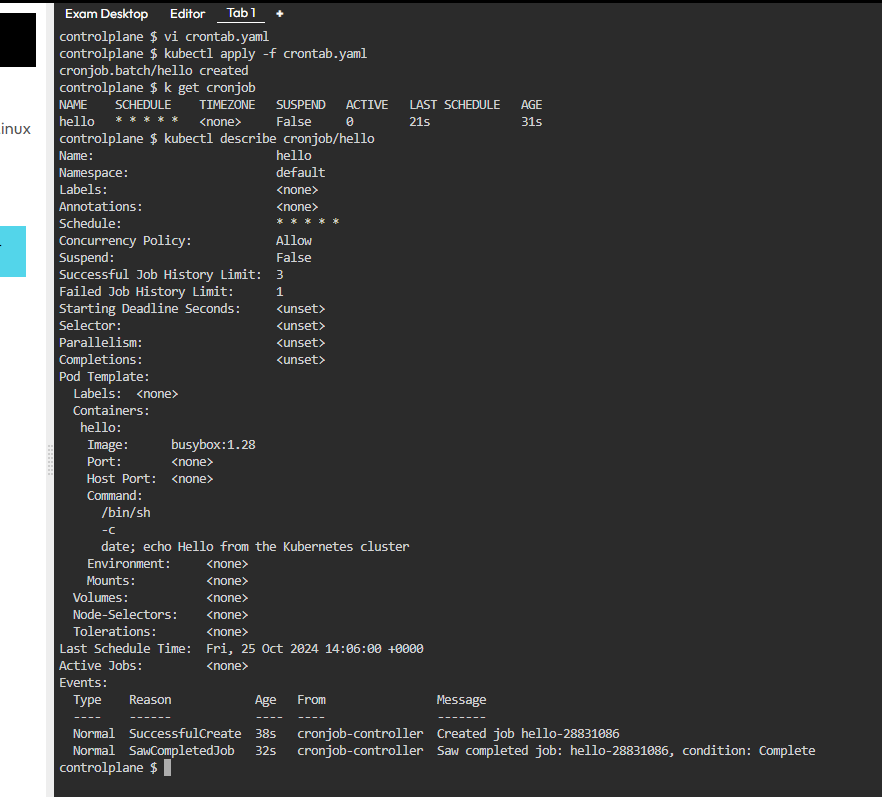 Exam Desktop Editor Tab 1 +
controlplane $ vi crontab.yaml
controlplane $ kubectl apply -f crontab.yaml
cronjob.batch/hello created
controlplane $ k get cronjob
NAME    SCHEDULE    TIMEZONE   SUSPEND   ACTIVE   LAST SCHEDULE   AGE
hello   * * * * *   <none>     False     0        21s             31s
controlplane $ kubectl describe cronjob/hello
Name:                          hello
Namespace:                     default
Labels:                        <none>
Annotations:                   <none>
Schedule:                      * * * * *
Concurrency Policy:            Allow
Suspend:                       False
Successful Job History Limit:  3
Failed Job History Limit:      1
Starting Deadline Seconds:     <unset>
Selector:                      <unset>
Parallelism:                   <unset>
Completions:                   <unset>
Pod Template:
  Labels:  <none>
  Containers:
   hello:
    Image:      busybox:1.28
    Port:       <none>
    Host Port:  <none>
    Command:
      /bin/sh
      -c
      date; echo Hello from the Kubernetes cluster
    Environment:     <none>
    Mounts:          <none>
  Volumes:           <none>
  Node-Selectors:    <none>
  Tolerations:       <none>
Last Schedule Time:  Fri, 25 Oct 2024 14:06:00 +0000
Active Jobs:         <none>
Events:
  Type    Reason            Age   From                Message
  ----    ------            ----  ----                -------
  Normal  SuccessfulCreate  38s   cronjob-controller  Created job hello-28831086
  Normal  SawCompletedJob   32s   cronjob-controller  Saw completed job: hello-28831086, condition: Complete
controlplane $
inux